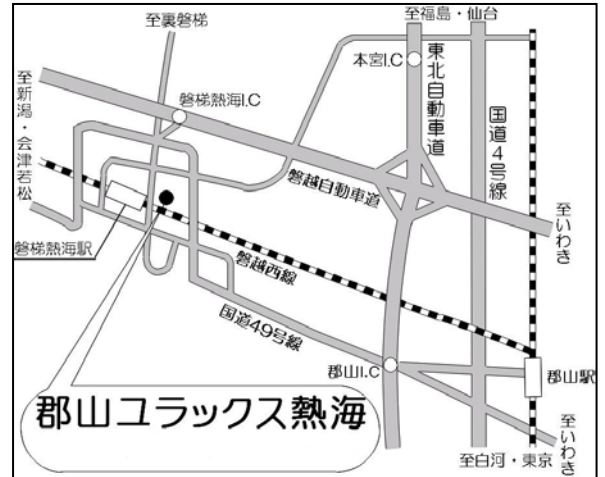 至裏磐梯
至福島・仙台
本宮I.C
東北自動車道
国道4号線
至新潟・会津若松
磐梯熱海I.C
磐越自動車道
至いわき
磐梯熱海駅
磐越西線
国道49号線
郡山I.C
郡山駅
郡山ユラックス熱海
至いわき
至白河・東京